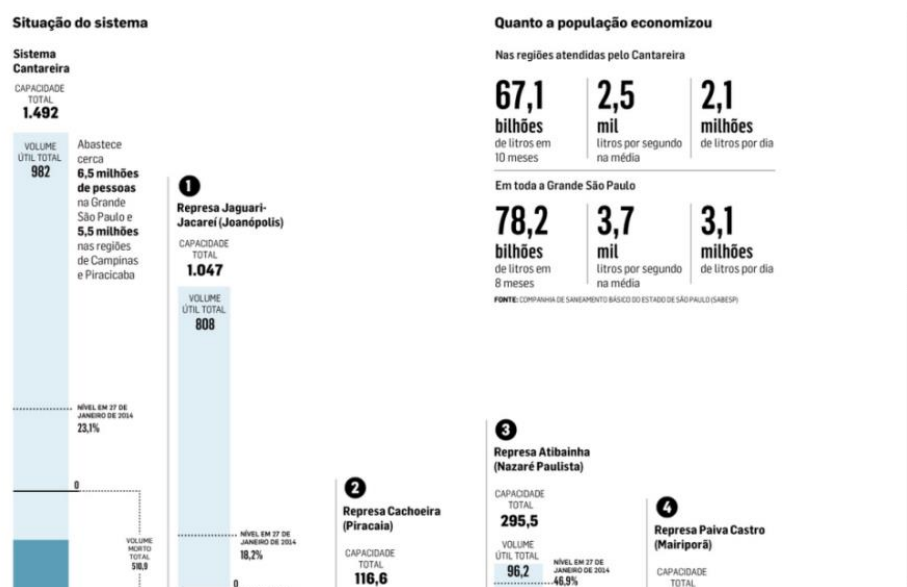 Situação do sistema
Sistema
Cantareira
CAPACIDADE
TOTAL
1.492
VOLUME
ÚTIL TOTAL
982
Abastece
cerca
6,5 milhões
de pessoas
na Grande
São Paulo e
5,5 milhões
nas regiões
de Campinas
e Piracicaba
NÍVEL EM 27 DE
JANEIRO DE 2014
23,1%
0
VOLUME
MORTO
TOTAL
510,9
1
Represa Jaguari-
Jacareí (Joanópolis)
CAPACIDADE
TOTAL
1.047
VOLUME
ÚTIL TOTAL
808
NÍVEL EM 27 DE
JANEIRO DE 2014
18,2%
0
2
Represa Cachoeira
(Piracaia)
CAPACIDADE
TOTAL
116,6
Quanto a população economizou
Nas regiões atendidas pelo Cantareira
67,1
bilhões
de litros em
10 meses
2,5
mil
litros por segundo
na média
2,1
milhões
de litros por dia
Em toda a Grande São Paulo
78,2
bilhões
de litros em
8 meses
3,7
mil
litros por segundo
na média
3,1
milhões
de litros por dia
FONTE: COMPANHIA DE SANEAMENTO BÁSICO DO ESTADO DE SÃO PAULO (SABESP)
3
Represa Atibainha
(Nazaré Paulista)
CAPACIDADE
TOTAL
295,5
VOLUME
ÚTIL TOTAL
96,2
NÍVEL EM 27 DE
JANEIRO DE 2014
46,9%
4
Represa Paiva Castro
(Mairiporã)
CAPACIDADE
TOTAL